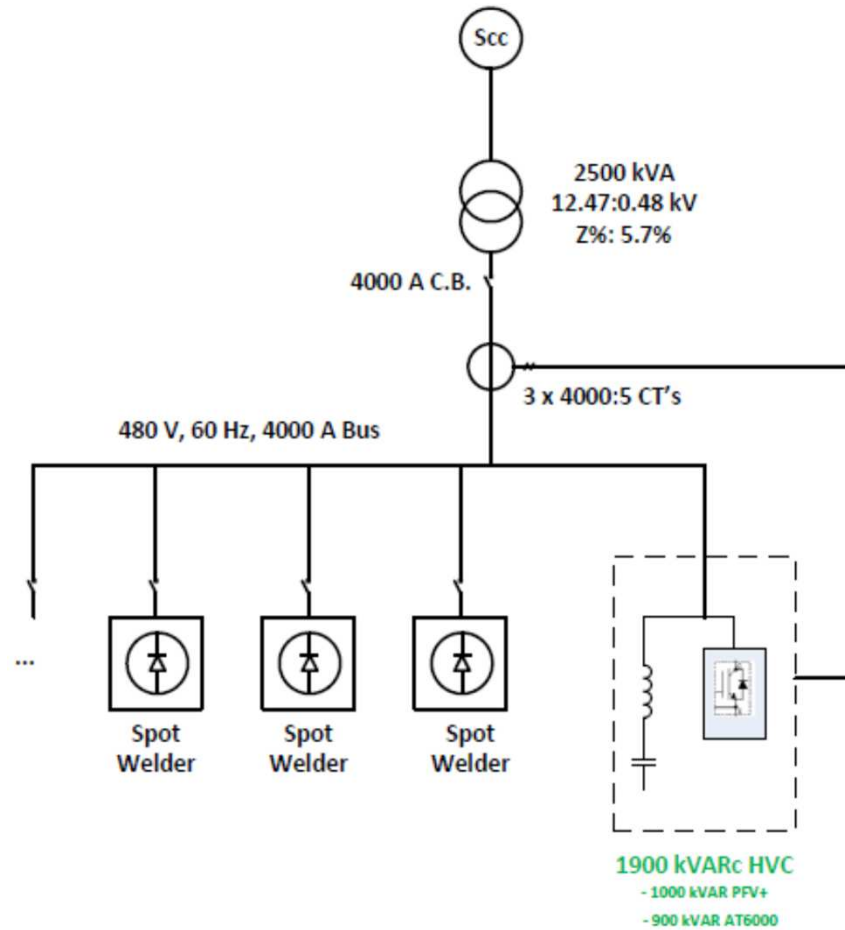 Scc
2500 kVA
12.47:0.48 kV
Z%: 5.7%
4000 A C.B.
3 x 4000:5 CT's
480 V, 60 Hz, 4000 A Bus
...
Spot
Welder
Spot
Welder
Spot
Welder
1900 kVARc HVC
- 1000 kVAR PFV+
- 900 kVAR AT6000